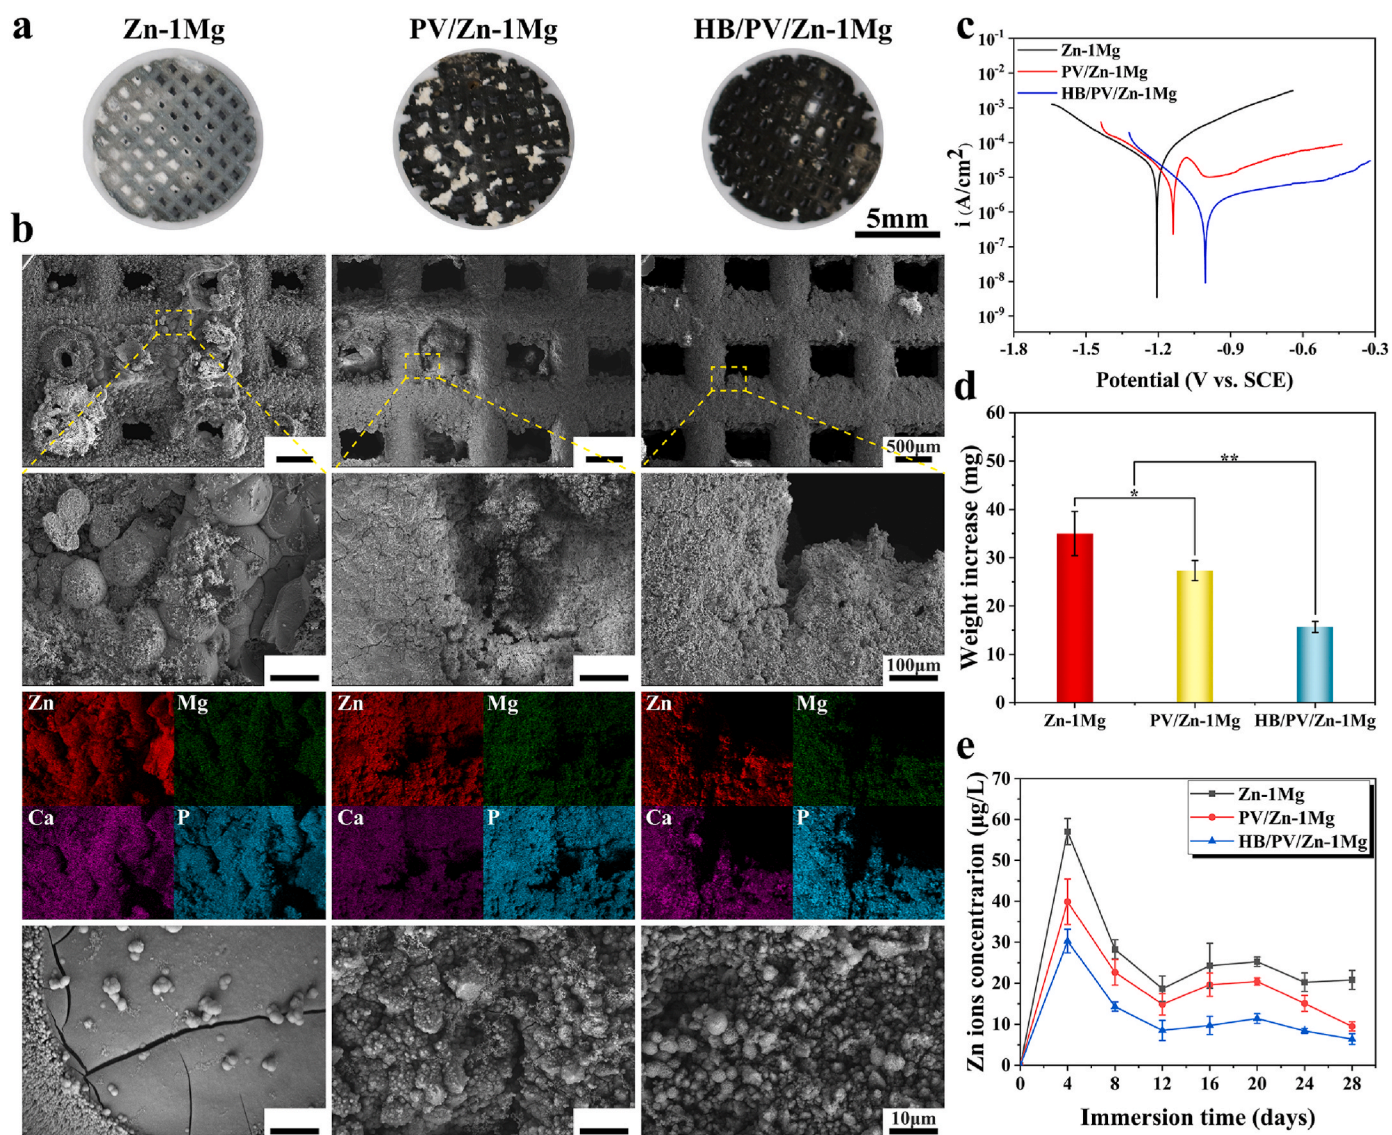 a
Zn-1Mg
PV/Zn-1Mg
HB/PV/Zn-1Mg
5mm
b
500μm
100μm
Zn
Mg
Zn
Mg
Zn
Mg
Ca
P
Ca
P
Ca
P
10μm
c
Zn-1Mg
PV/Zn-1Mg
HB/PV/Zn-1Mg
10⁻¹
10⁻²
10⁻³
10⁻⁴
10⁻⁵
10⁻⁶
10⁻⁷
10⁻⁸
10⁻⁹
i (A/cm²)
-1.8
-1.5
-1.2
-0.9
-0.6
-0.3
Potential (V vs. SCE)
d
60
50
40
30
20
10
0
Weight increase (mg)
*
**
Zn-1Mg
PV/Zn-1Mg
HB/PV/Zn-1Mg
e
70
60
50
40
30
20
10
0
Zn ions concentrarion (μg/L)
Zn-1Mg
PV/Zn-1Mg
HB/PV/Zn-1Mg
0
4
8
12
16
20
24
28
Immersion time (days)